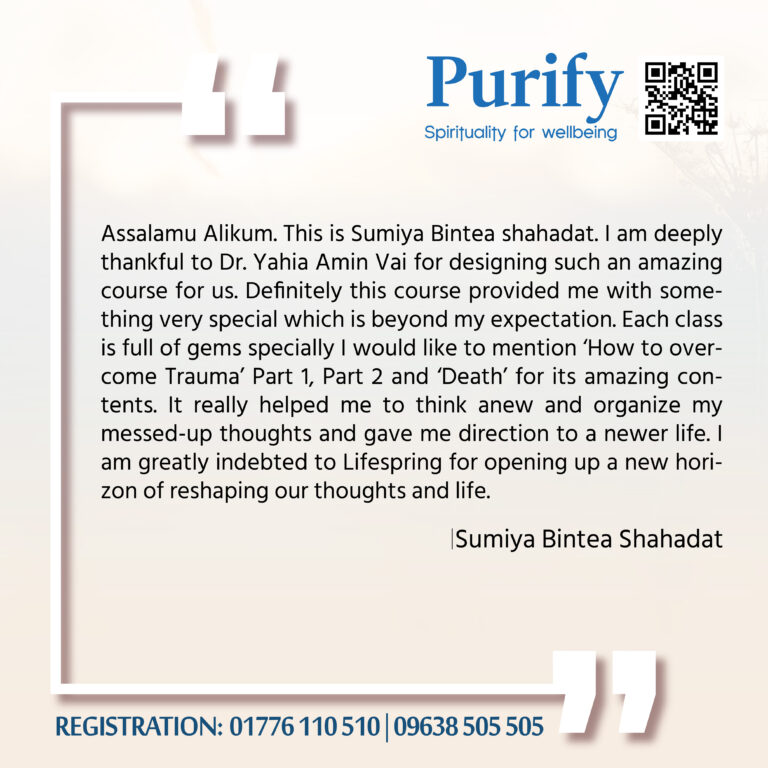 Purify
Spirituality for wellbeing
Assalamu Alikum. This is Sumiya Bintea shahadat. I am deeply
thankful to Dr. Yahia Amin Vai for designing such an amazing
course for us. Definitely this course provided me with some-
thing very special which is beyond my expectation. Each class
is full of gems specially I would like to mention ‘How to over-
come Trauma’ Part 1, Part 2 and ‘Death’ for its amazing con-
tents. It really helped me to think anew and organize my
messed-up thoughts and gave me direction to a newer life. I
am greatly indebted to Lifespring for opening up a new hori-
zon of reshaping our thoughts and life.
|Sumiya Bintea Shahadat
REGISTRATION: 01776 110 510 | 09638 505 505